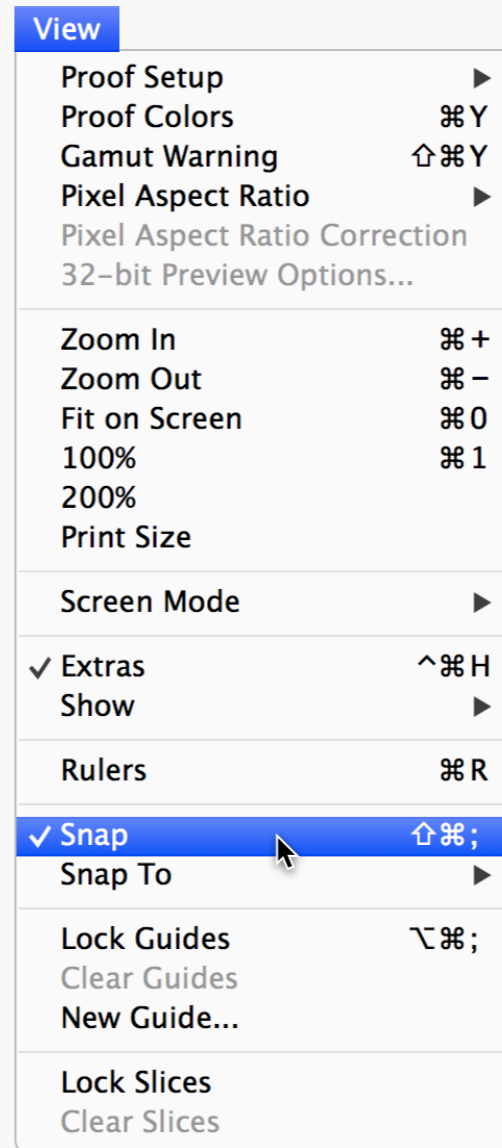 View
Proof Setup ▶
Proof Colors ⌘Y
Gamut Warning ⇧⌘Y
Pixel Aspect Ratio ▶
Pixel Aspect Ratio Correction
32-bit Preview Options...
Zoom In ⌘+
Zoom Out ⌘−
Fit on Screen ⌘0
100% ⌘1
200%
Print Size
Screen Mode ▶
✓ Extras ^⌘H
Show ▶
Rulers ⌘R
✓ Snap ⇧⌘;
Snap To ▶
Lock Guides ⌥⌘;
Clear Guides
New Guide...
Lock Slices
Clear Slices